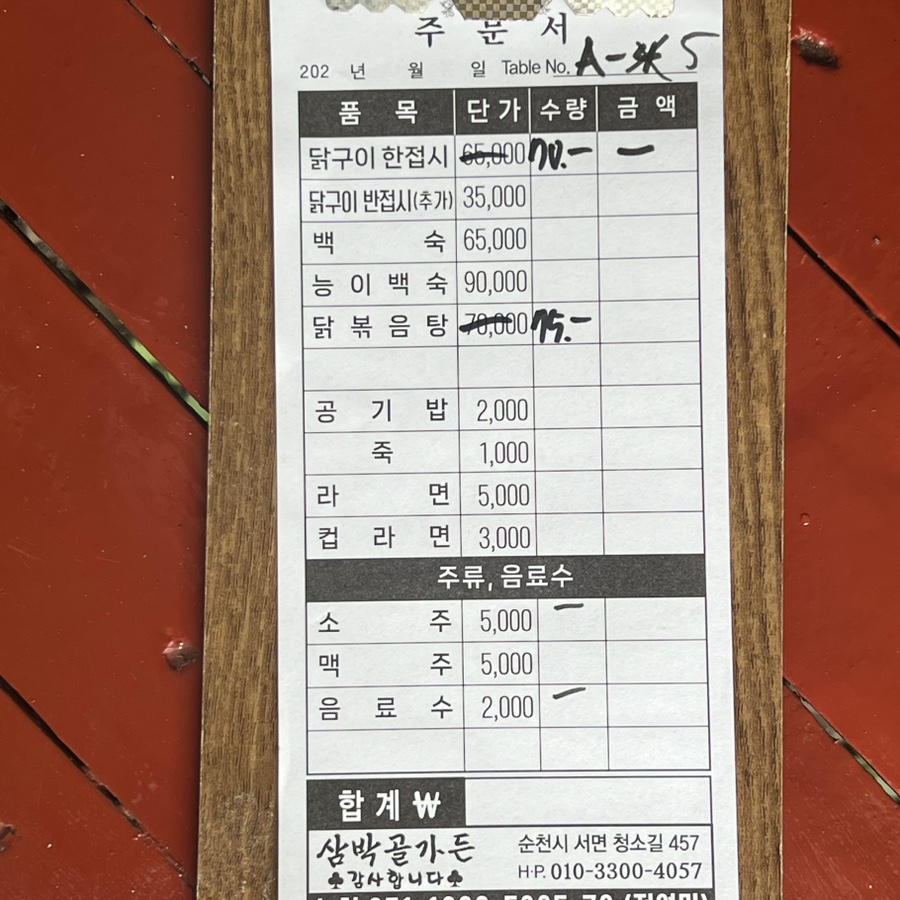 주 문 서
202 년 월 일 Table No. A- 5
품 목 단 가 수량 금 액
닭구이 한접시 65,000 70.- -
닭구이 반접시(추가) 35,000
백 숙 65,000
능 이 백 숙 90,000
닭 볶 음 탕 70,000 75.-
공 기 밥 2,000
죽 1,000
라 면 5,000
컵 라 면 3,000
주류, 음료수
소 주 5,000 -
맥 주 5,000
음 료 수 2,000 -
합 계 ₩
삼박골가든 순천시 서면 청소길 457
♣감사합니다♣ H·P. 010-3300-4057